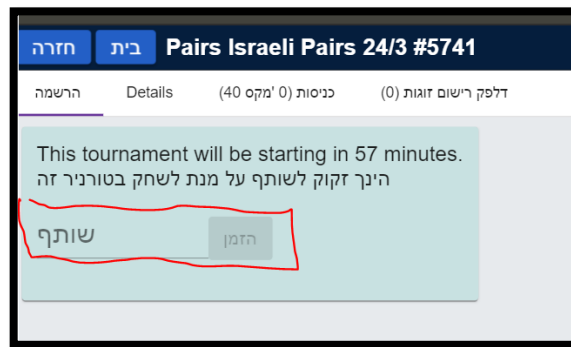 חזרה בית Pairs Israeli Pairs 24/3 #5741
הרשמה Details כניסות (0 'מקס 40) דלפק רישום זוגות (0)
This tournament will be starting in 57 minutes.
הינך זקוק לשותף על מנת לשחק בטורניר זה
שותף הזמן